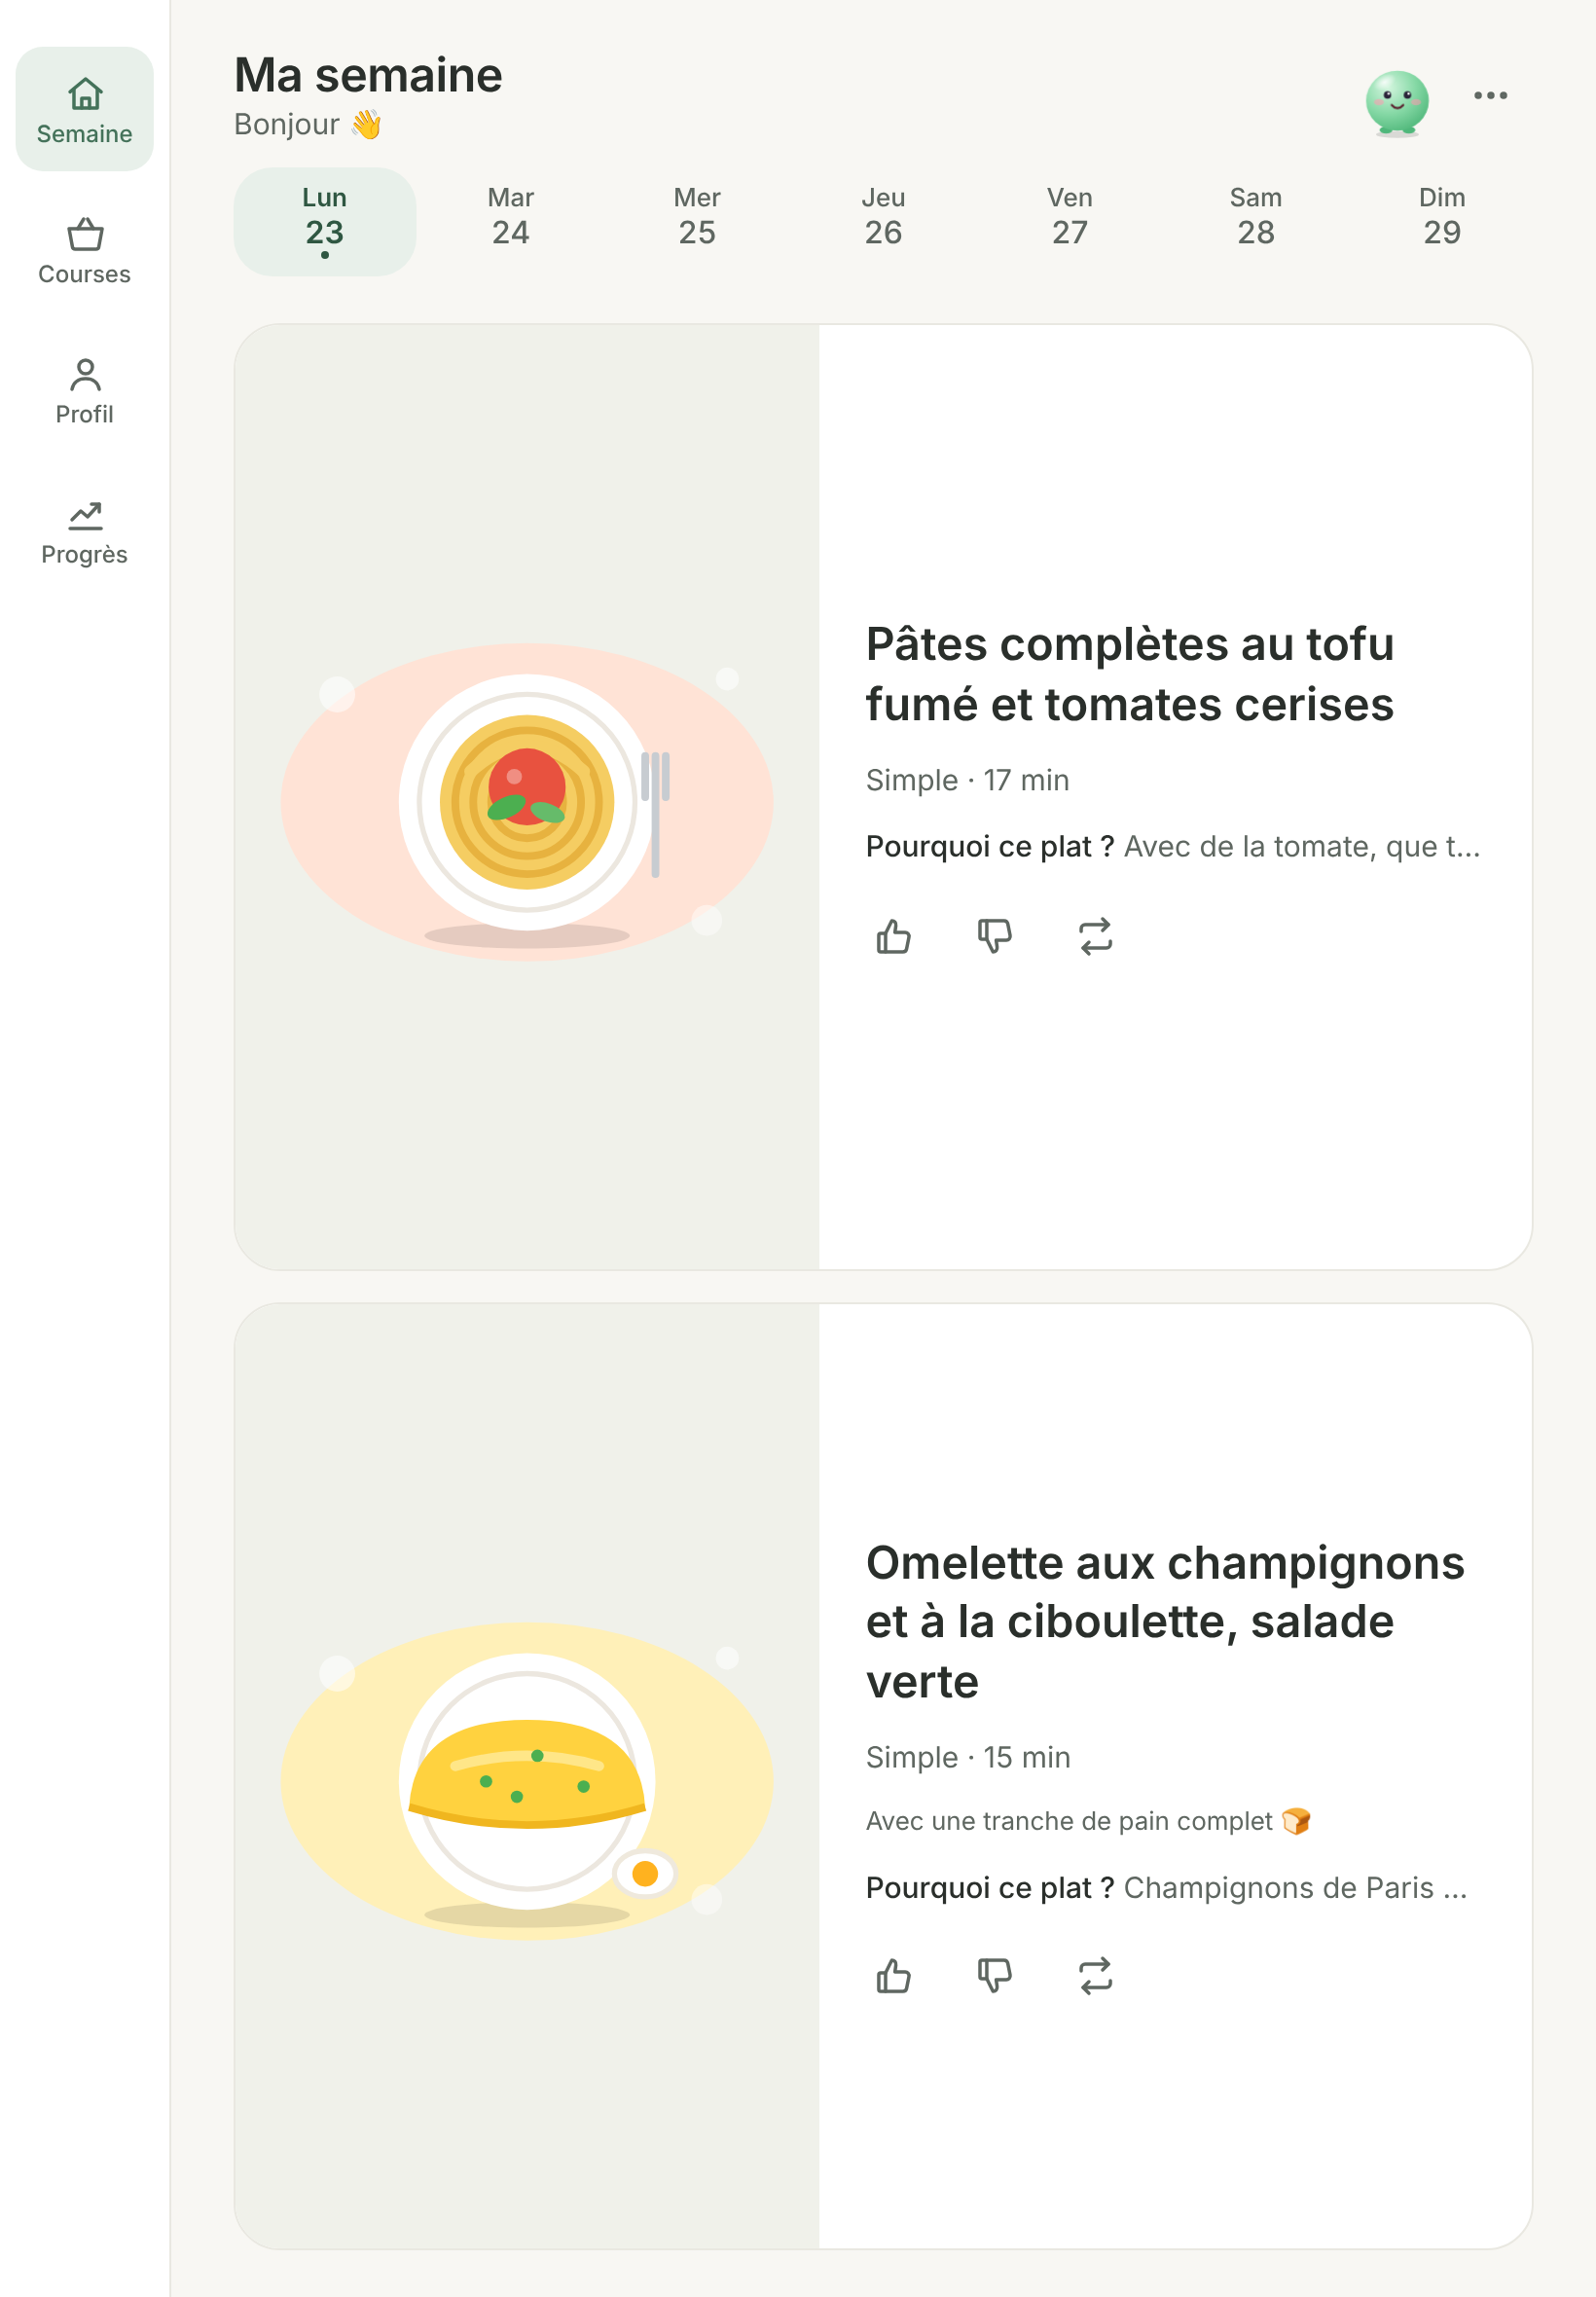 Semaine
Courses
Profil
Progrès
Ma semaine
Bonjour 👋
Lun
23
Mar
24
Mer
25
Jeu
26
Ven
27
Sam
28
Dim
29
Pâtes complètes au tofu
fumé et tomates cerises
Simple · 17 min
Pourquoi ce plat ? Avec de la tomate, que t...
Omelette aux champignons
et à la ciboulette, salade
verte
Simple · 15 min
Avec une tranche de pain complet 🍞
Pourquoi ce plat ? Champignons de Paris ...